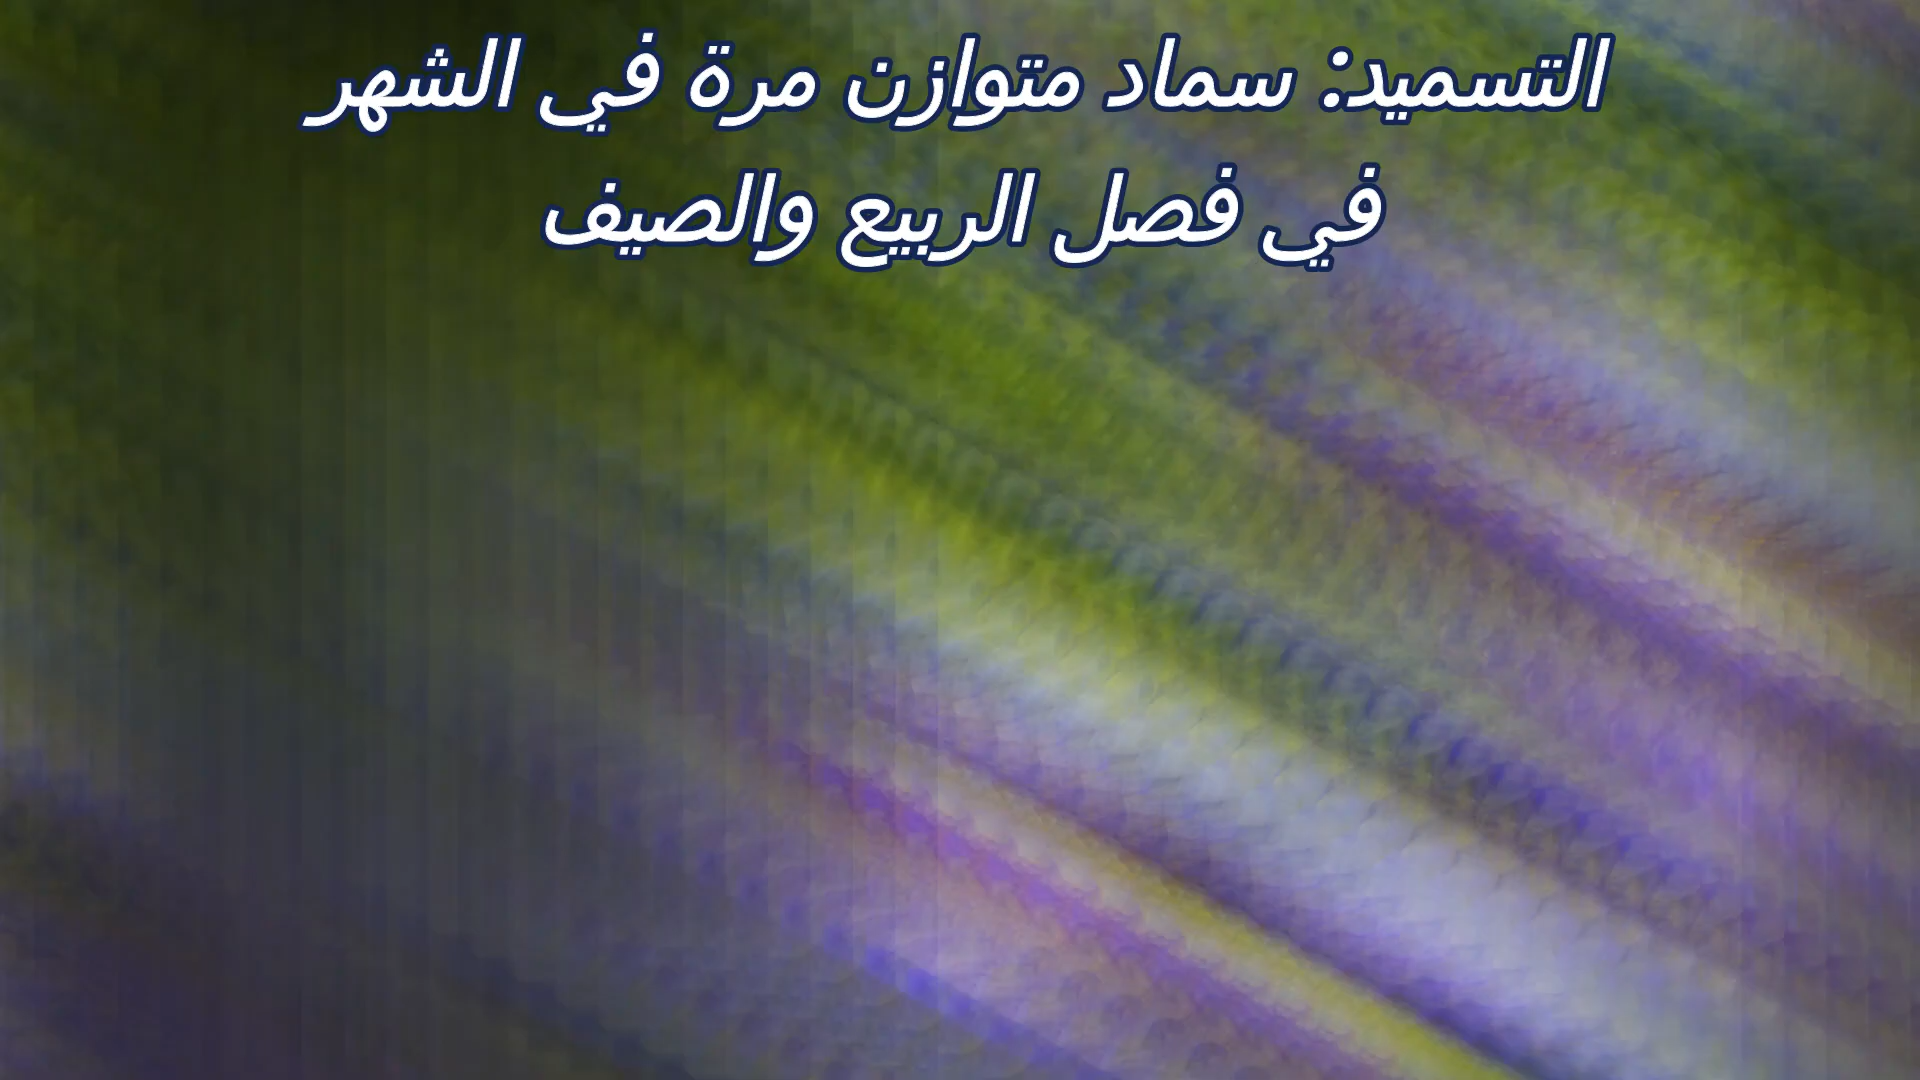 التسميد: سماد متوازن مرة في الشهر
في فصل الربيع والصيف